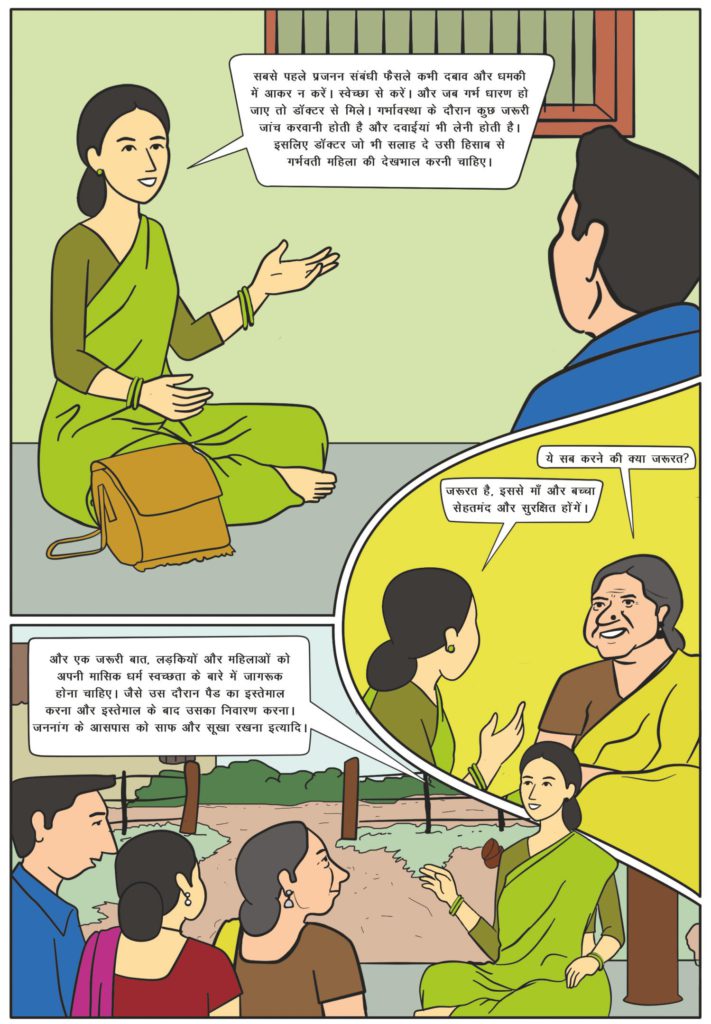 सबसे पहले प्रजनन संबंधी फैसले कभी दबाव और धमकी
में आकर न करें। स्वेच्छा से करें। और जब गर्भ धारण हो
जाए तो डॉक्टर से मिले। गर्भावस्था के दौरान कुछ जरूरी
जांच करवानी होती है और दवाईयां भी लेनी होती है।
इसलिए डॉक्टर जो भी सलाह दे उसी हिसाब से
गर्भवती महिला की देखभाल करनी चाहिए।
ये सब करने की क्या जरूरत?
जरूरत है, इससे माँ और बच्चा
सेहतमंद और सुरक्षित होंगें।
और एक जरूरी बात, लड़कियों और महिलाओं को
अपनी मासिक धर्म स्वच्छता के बारे में जागरूक
होना चाहिए। जैसे उस दौरान पैड का इस्तेमाल
करना और इस्तेमाल के बाद उसका निवारण करना।
जननांग के आसपास को साफ और सूखा रखना इत्यादि।